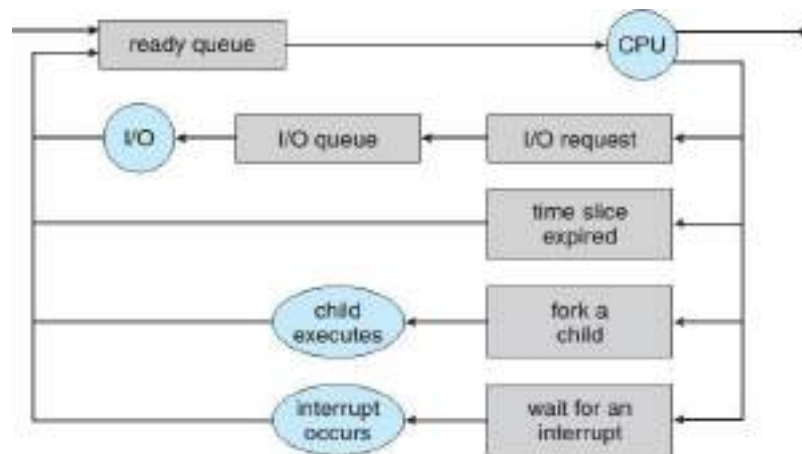 ready queue
CPU
I/O
I/O queue
I/O request
time slice
expired
child
executes
fork a
child
interrupt
occurs
wait for an
interrupt